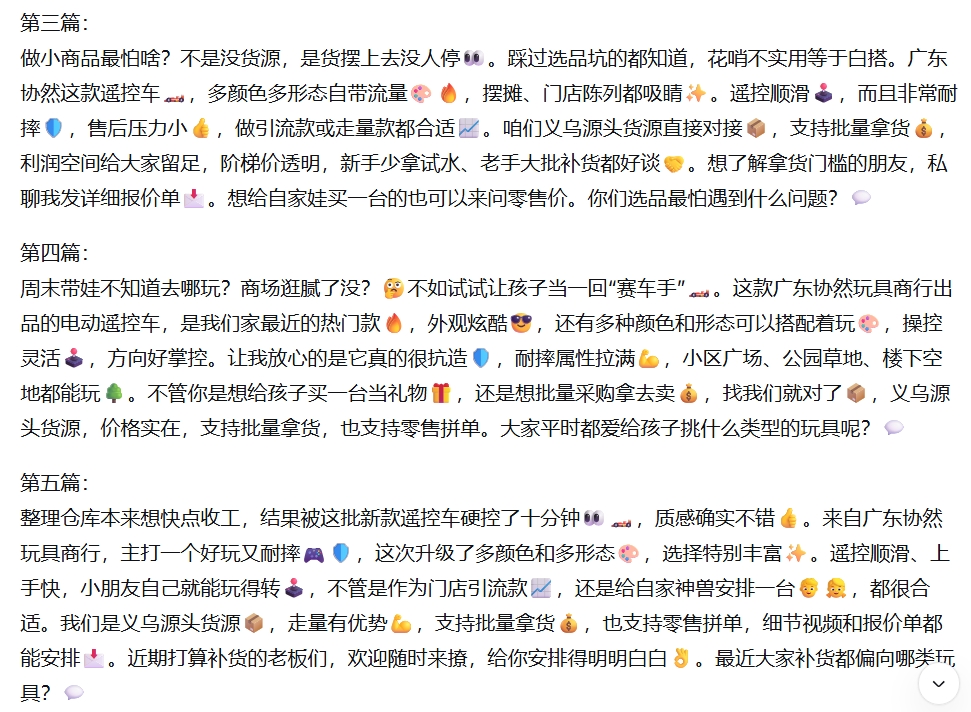 第三篇：
做小商品最怕啥？不是没货源，是货摆上去没人停👀。踩过选品坑的都知道，花哨不实用等于白搭。广东
协然这款遥控车🏎️，多颜色多形态自带流量🎨🔥，摆摊、门店陈列都吸睛✨。遥控顺滑🕹️，而且非常耐
摔🛡️，售后压力小👍，做引流款或走量款都合适📈。咱们义乌源头货源直接对接📦，支持批量拿货💰，
利润空间给大家留足，阶梯价透明，新手少拿试水、老手大批补货都好谈🤝。想了解拿货门槛的朋友，私
聊我发详细报价单📩。想给自家娃买一台的也可以来问零售价。你们选品最怕遇到什么问题？💬
第四篇：
周末带娃不知道去哪玩？商场逛腻了没？🤔不如试试让孩子当一回“赛车手”🏎️。这款广东协然玩具商行出
品的电动遥控车，是我们家最近的热门款🔥，外观炫酷😎，还有多种颜色和形态可以搭配着玩🎨，操控
灵活🕹️，方向好掌控。让我放心的是它真的很抗造🛡️，耐摔属性拉满💪，小区广场、公园草地、楼下空
地都能玩🌳。不管你是想给孩子买一台当礼物🎁，还是想批量采购拿去卖💰，找我们就对了📦，义乌源
头货源，价格实在，支持批量拿货，也支持零售拼单。大家平时都爱给孩子挑什么类型的玩具呢？💬
第五篇：
整理仓库本来想快点收工，结果被这批新款遥控车硬控了十分钟👀🏎️，质感确实不错👍。来自广东协然
玩具商行，主打一个好玩又耐摔🎮🛡️，这次升级了多颜色和多形态🎨，选择特别丰富✨。遥控顺滑、上
手快，小朋友自己就能玩得转🕹️，不管是作为门店引流款📈，还是给自家神兽安排一台👦👧，都很合
适。我们是义乌源头货源📦，走量有优势💪，支持批量拿货💰，也支持零售拼单，细节视频和报价单都
能安排📩。近期打算补货的老板们，欢迎随时来撩，给你安排得明明白白👌。最近大家补货都偏向哪类玩
具？💬